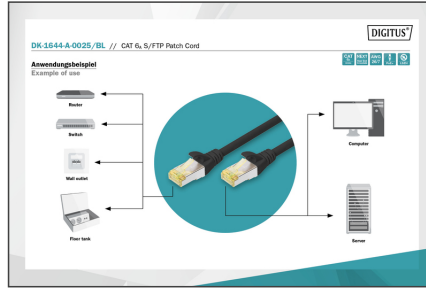 DIGITUS®
DK-1644-A-0025/BL // CAT 6A S/FTP Patch Cord
Anwendungsbeispiel
Example of use
Router
Switch
Wall outlet
Floor tank
Computer
Server